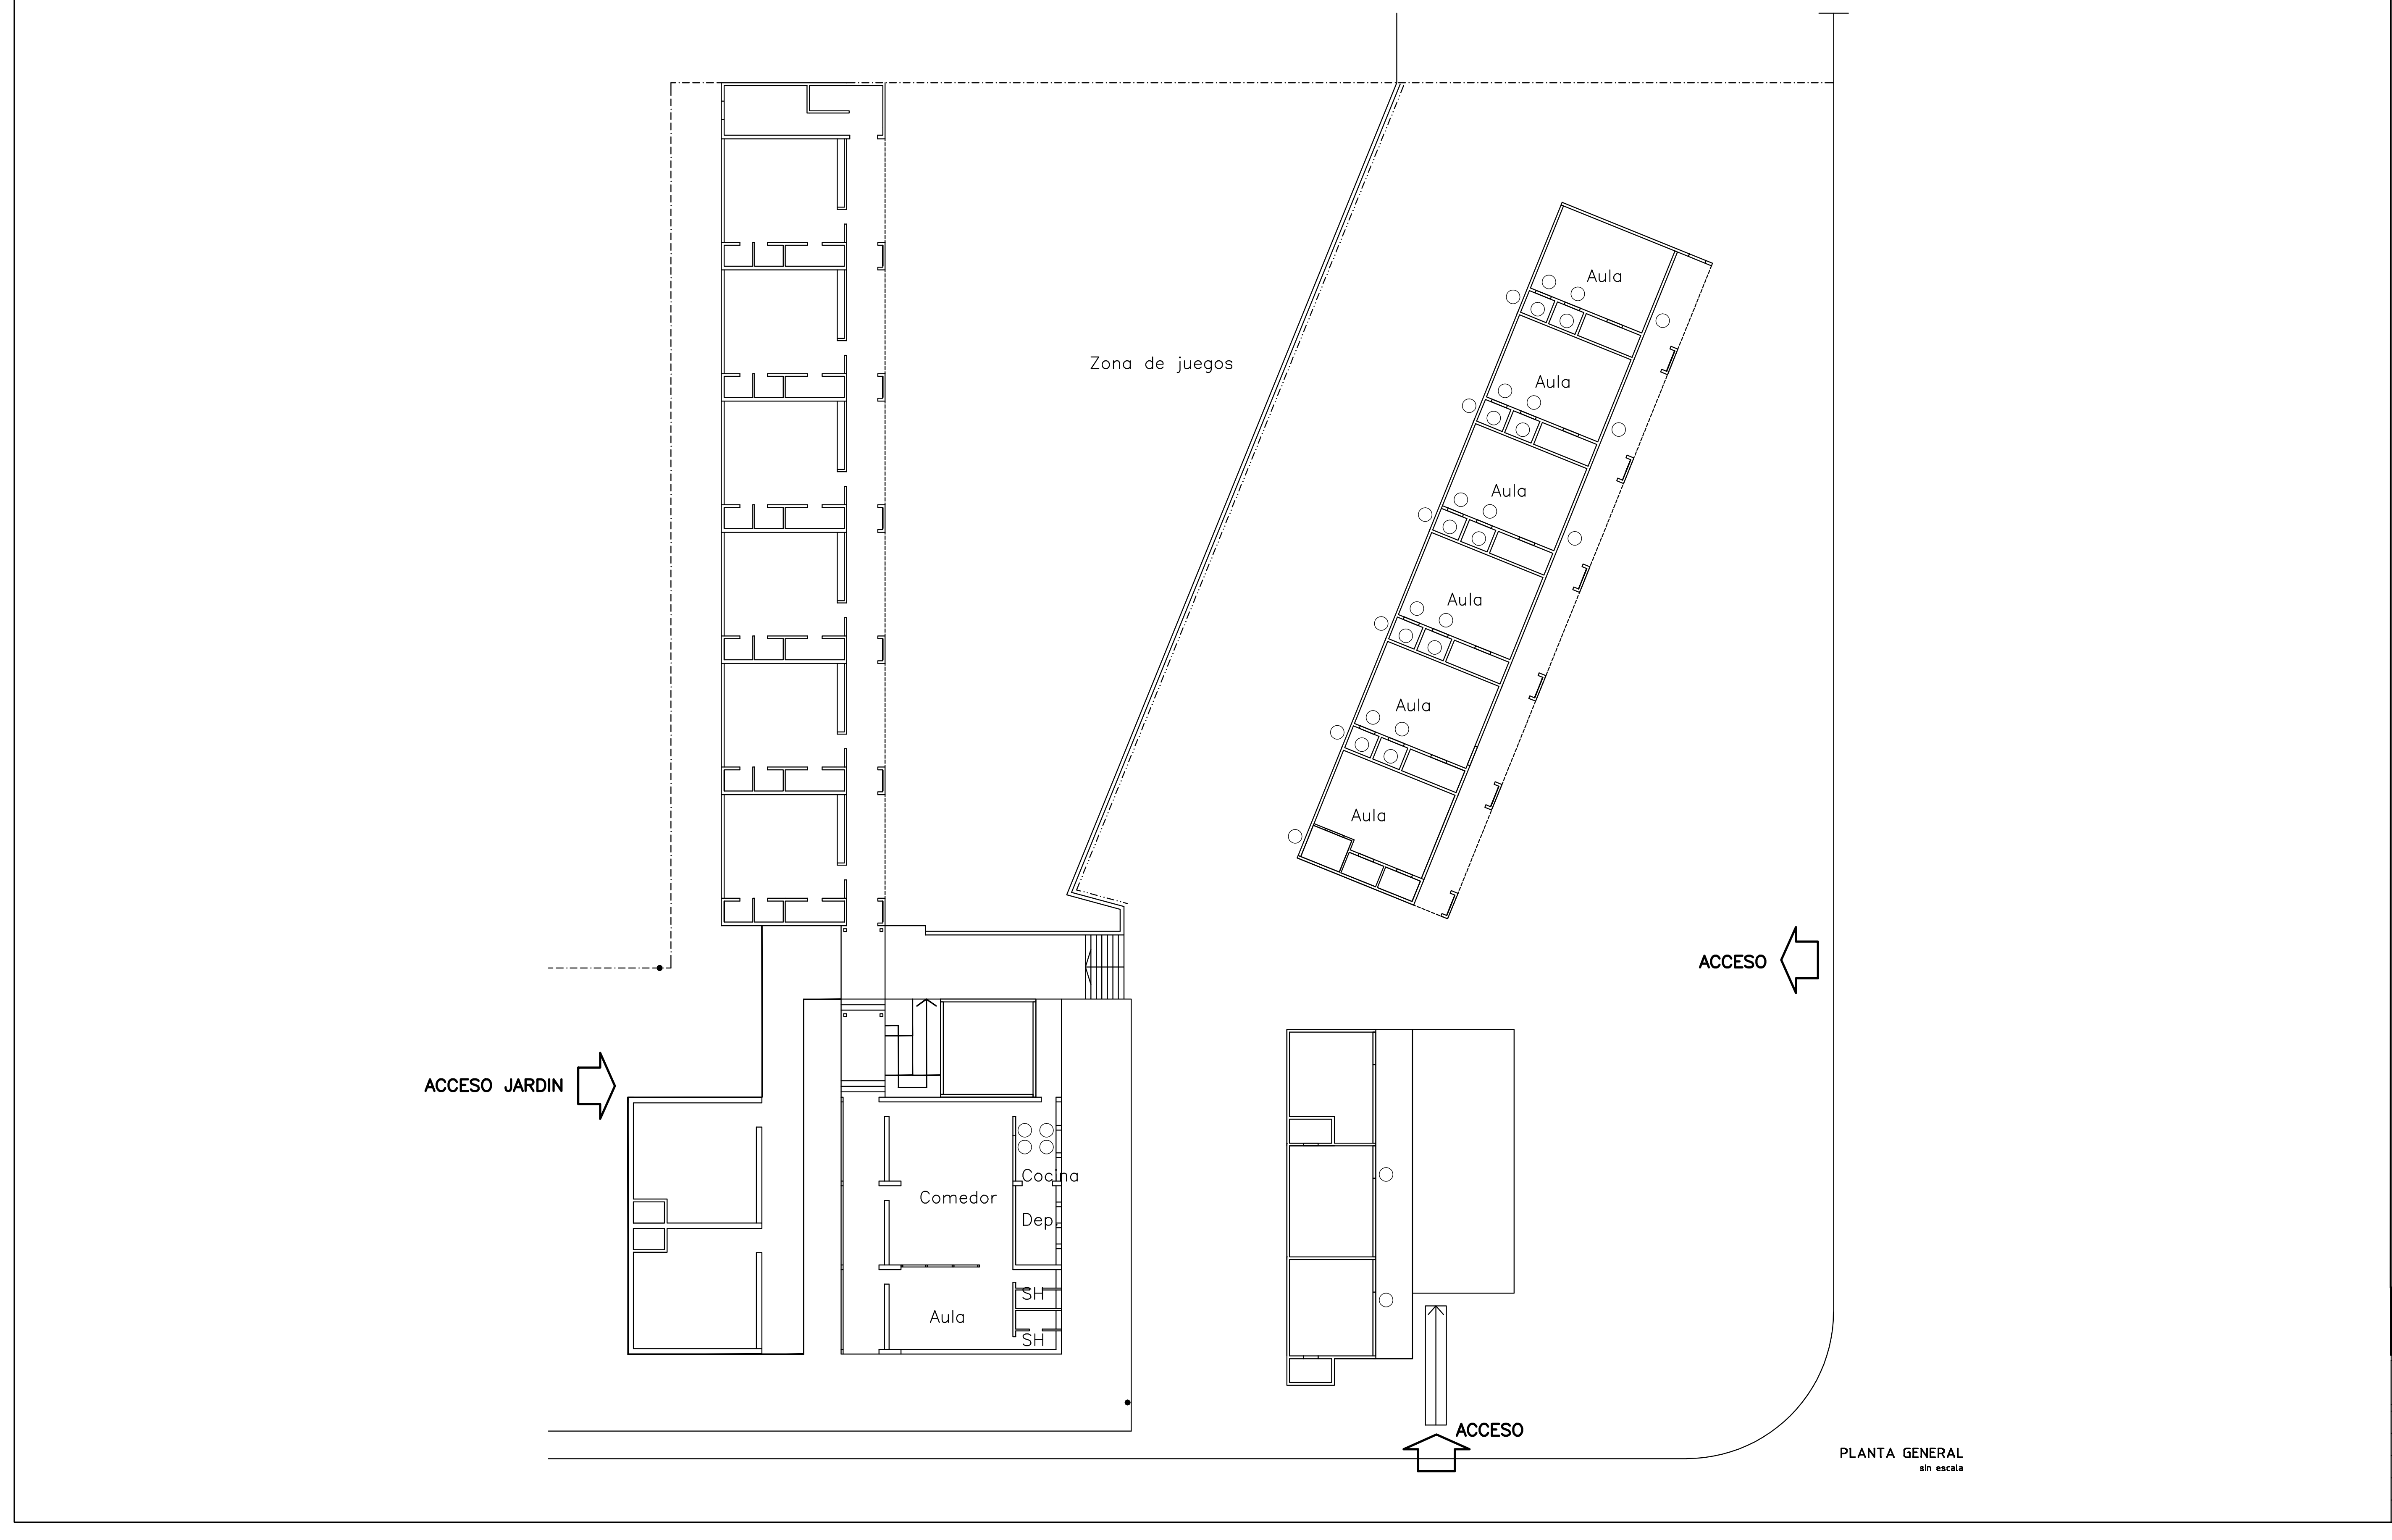 Aula
Zona de juegos
Aula
Aula
Aula
Aula
Aula
ACCESO
ACCESO JARDIN
Cocina
Comedor
Dep.
SH
Aula
SH
ACCESO
PLANTA GENERAL
sin escala